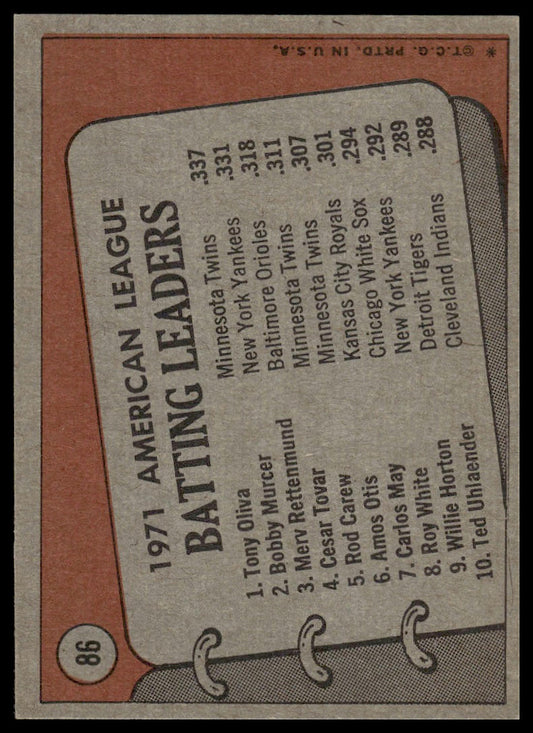 86
1971 AMERICAN LEAGUE
BATTING LEADERS
1. Tony Oliva Minnesota Twins .337
2. Bobby Murcer New York Yankees .331
3. Merv Rettenmund Baltimore Orioles .318
4. Cesar Tovar Minnesota Twins .311
5. Rod Carew Minnesota Twins .307
6. Amos Otis Kansas City Royals .301
7. Carlos May Chicago White Sox .294
8. Roy White New York Yankees .292
9. Willie Horton Detroit Tigers .289
10. Ted Uhlaender Cleveland Indians .288
* © T.C.G. PRTD. IN U.S.A.